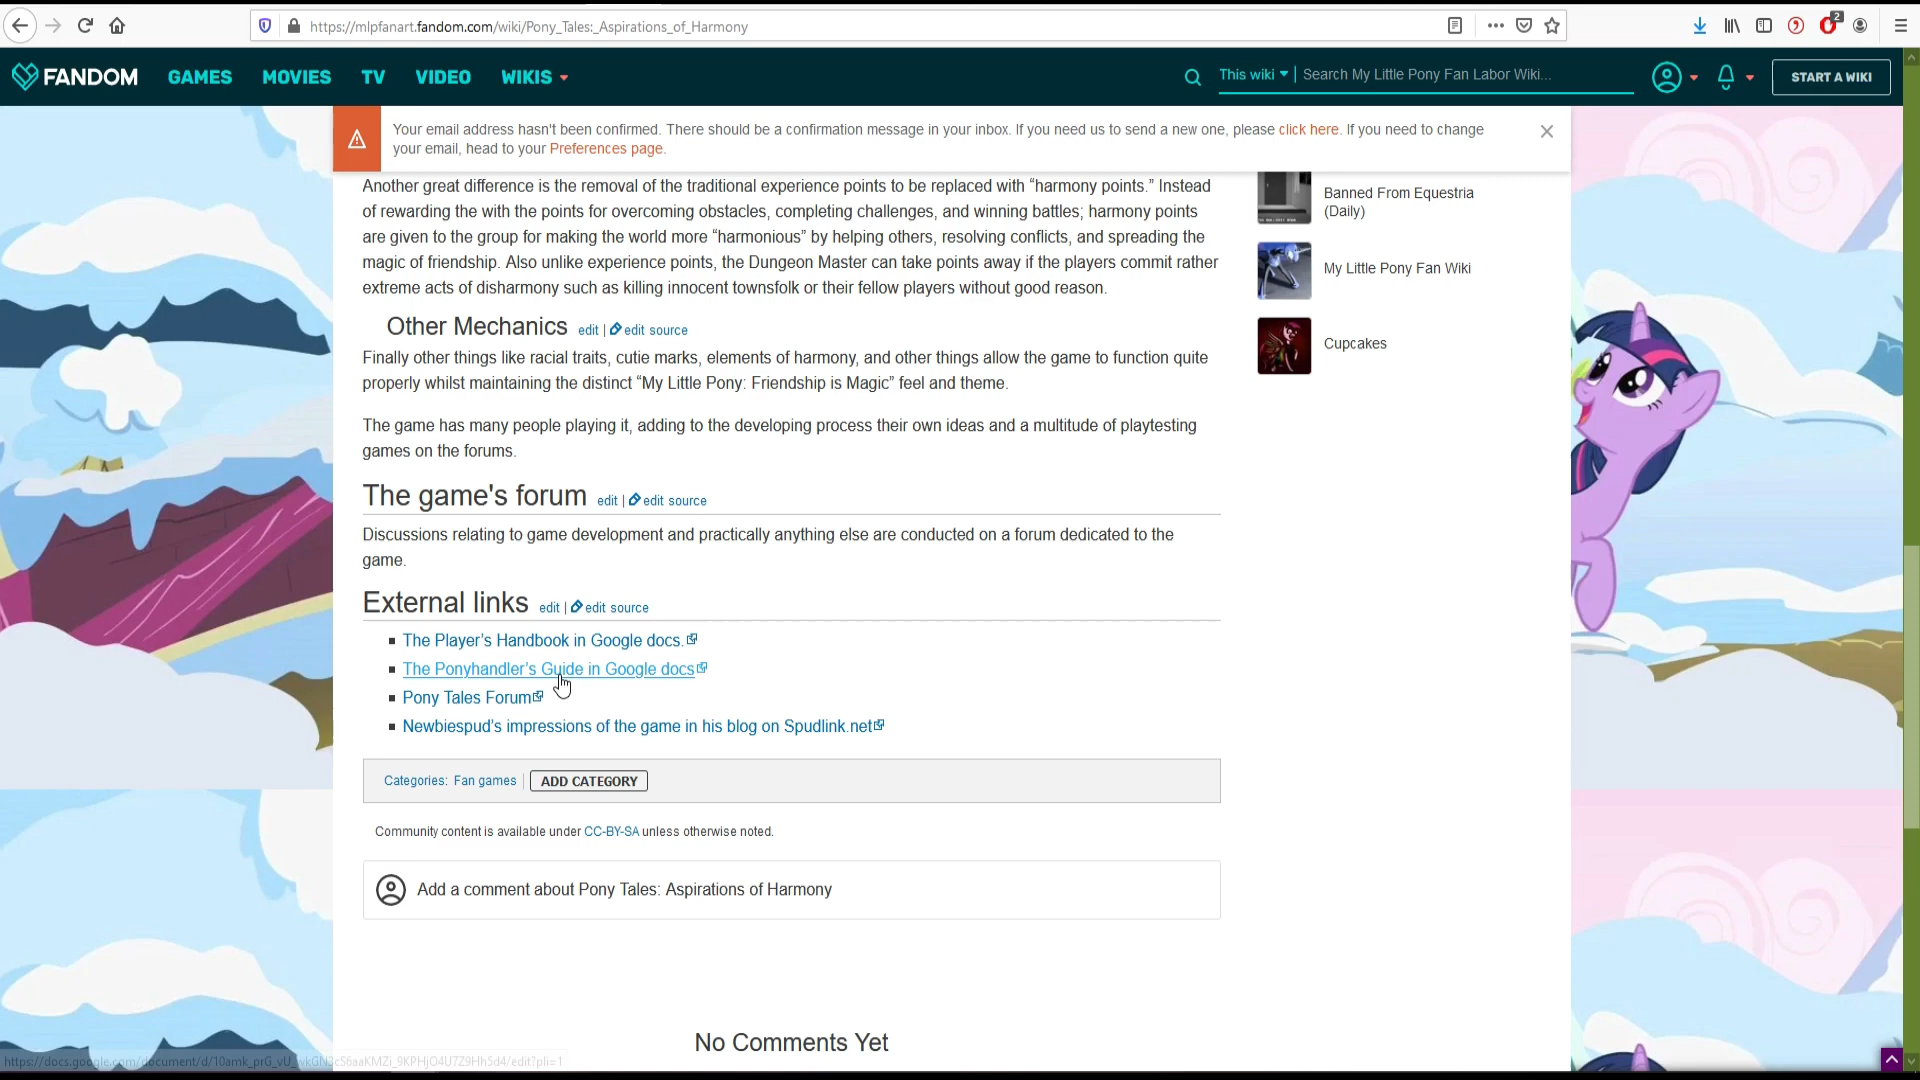 https://mlpfanart.fandom.com/wiki/Pony_Tales:_Aspirations_of_Harmony
2
FANDOM GAMES MOVIES TV VIDEO WIKIS
This wiki Search My Little Pony Fan Labor Wiki...
START A WIKI
Your email address hasn't been confirmed. There should be a confirmation message in your inbox. If you need us to send a new one, please click here. If you need to change
your email, head to your Preferences page.
Another great difference is the removal of the traditional experience points to be replaced with “harmony points.” Instead
of rewarding the with the points for overcoming obstacles, completing challenges, and winning battles; harmony points
are given to the group for making the world more “harmonious” by helping others, resolving conflicts, and spreading the
magic of friendship. Also unlike experience points, the Dungeon Master can take points away if the players commit rather
extreme acts of disharmony such as killing innocent townsfolk or their fellow players without good reason.
Other Mechanics edit | edit source
Finally other things like racial traits, cutie marks, elements of harmony, and other things allow the game to function quite
properly whilst maintaining the distinct “My Little Pony: Friendship is Magic” feel and theme.
The game has many people playing it, adding to the developing process their own ideas and a multitude of playtesting
games on the forums.
The game's forum edit | edit source
Discussions relating to game development and practically anything else are conducted on a forum dedicated to the
game.
External links edit | edit source
The Player’s Handbook in Google docs.
The Ponyhandler’s Guide in Google docs
Pony Tales Forum
Newbiespud’s impressions of the game in his blog on Spudlink.net
Categories: Fan games ADD CATEGORY
Community content is available under CC-BY-SA unless otherwise noted.
Add a comment about Pony Tales: Aspirations of Harmony
No Comments Yet
Banned From Equestria
(Daily)
My Little Pony Fan Wiki
Cupcakes